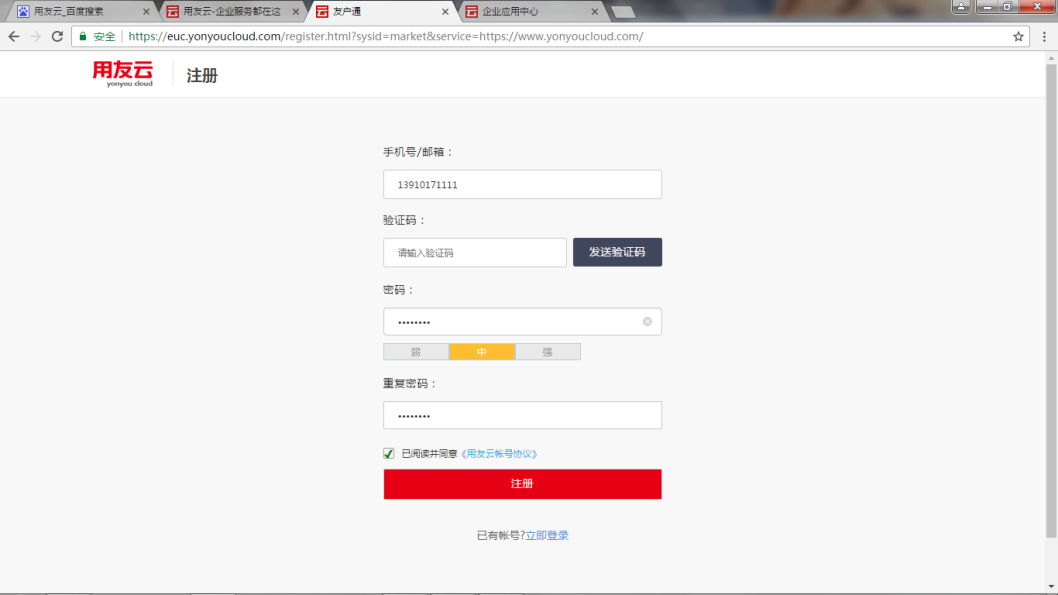 用友云_百度搜索
用友云-企业服务都在这
友户通
企业应用中心
安全 https://euc.yonyoucloud.com/register.html?sysid=market&service=https://www.yonyoucloud.com/
用友云
yonyou cloud
注册
手机号/邮箱：
13910171111
验证码：
请输入验证码 发送验证码
密码：
••••••••
弱 中 强
重复密码：
••••••••
已阅读并同意《用友云帐号协议》
注册
已有帐号?立即登录